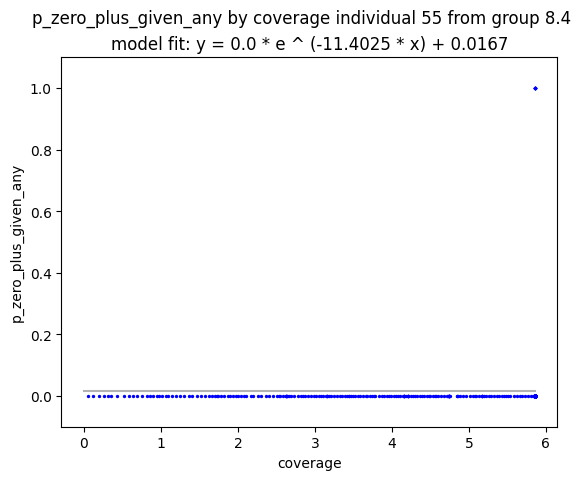 p_zero_plus_given_any by coverage individual 55 from group 8.4
model fit: y = 0.0 * e ^ (-11.4025 * x) + 0.0167
1.0
0.8
0.6
0.4
0.2
0.0
p_zero_plus_given_any
0 1 2 3 4 5 6
coverage